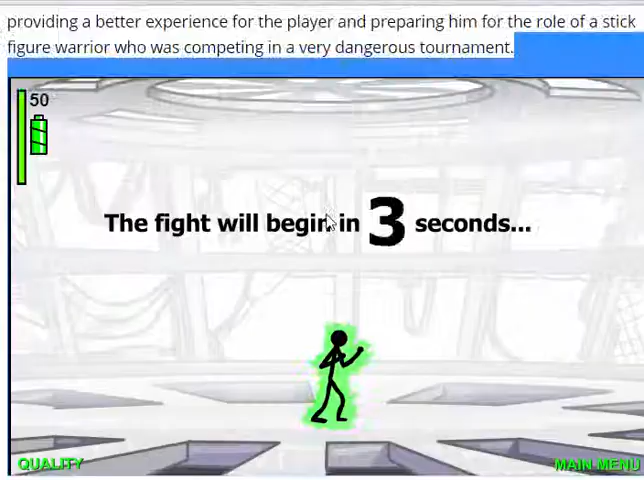 providing a better experience for the player and preparing him for the role of a stick
figure warrior who was competing in a very dangerous tournament.
50
The fight will begin in 3 seconds...
QUALITY
MAIN MENU